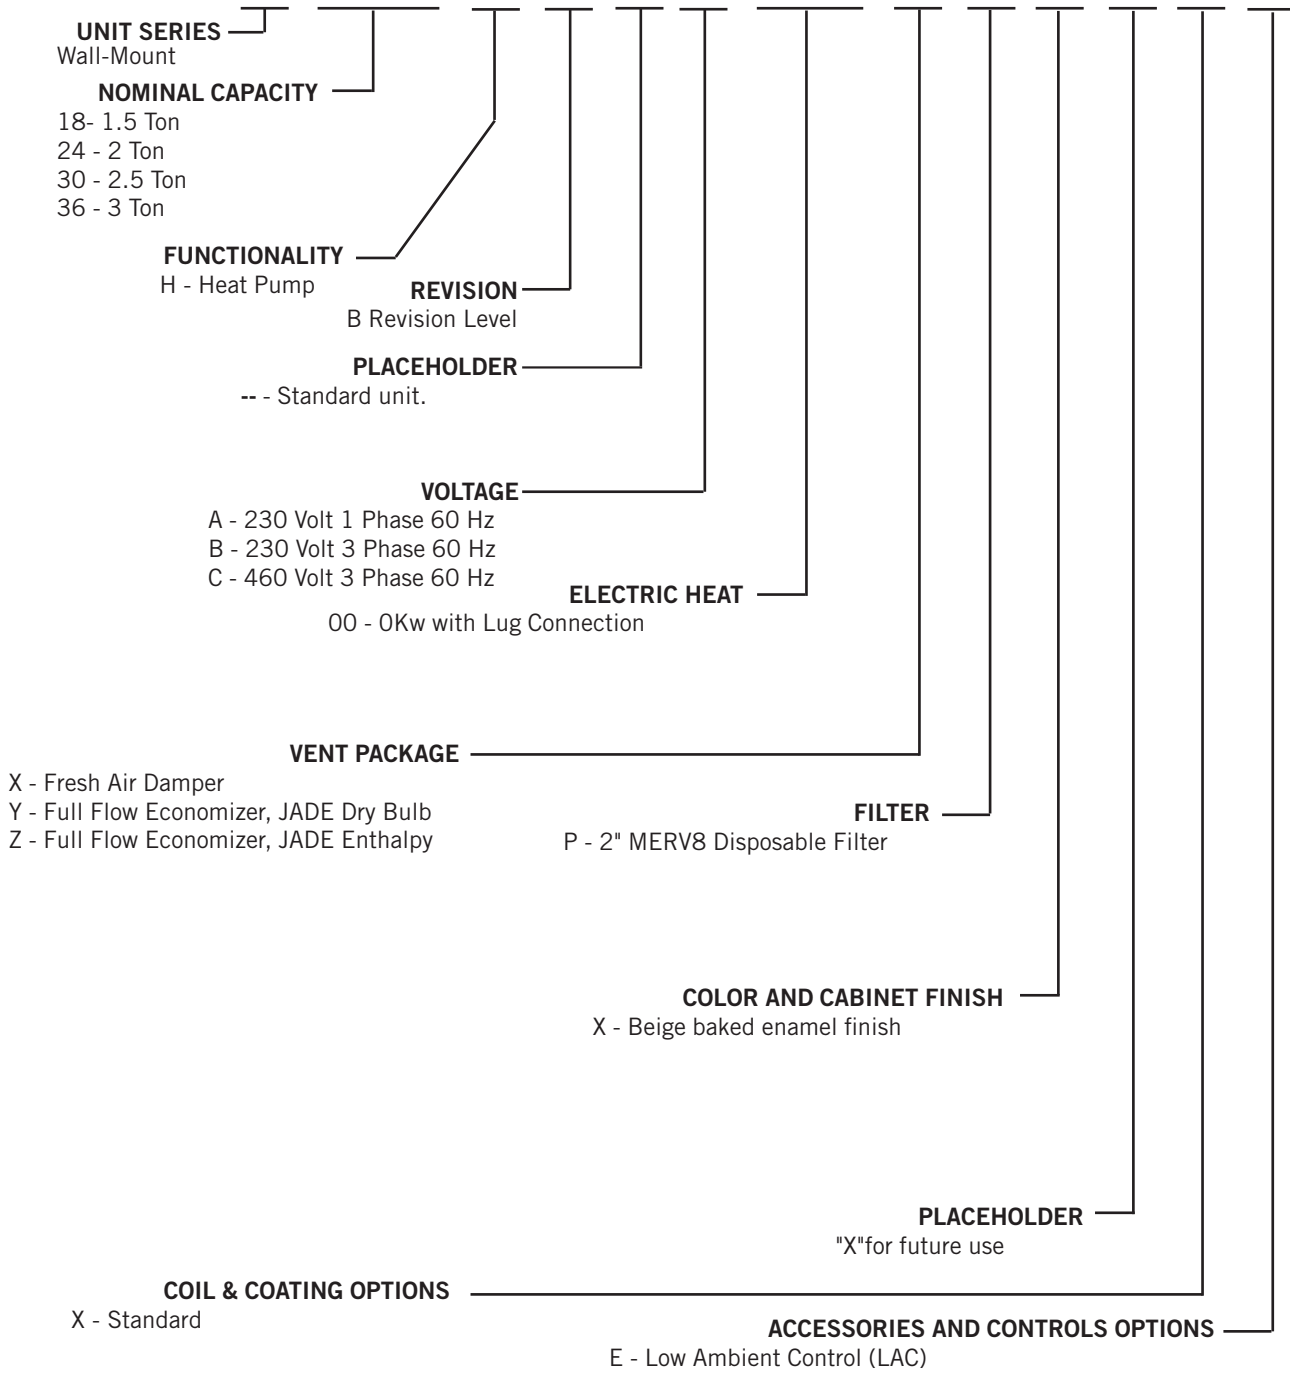 UNIT SERIES
Wall-Mount
NOMINAL CAPACITY
18- 1.5 Ton
24 - 2 Ton
30 - 2.5 Ton
36 - 3 Ton
FUNCTIONALITY
H - Heat Pump
REVISION
B Revision Level
PLACEHOLDER
-- - Standard unit.
VOLTAGE
A - 230 Volt 1 Phase 60 Hz
B - 230 Volt 3 Phase 60 Hz
C - 460 Volt 3 Phase 60 Hz
ELECTRIC HEAT
00 - 0Kw with Lug Connection
VENT PACKAGE
X - Fresh Air Damper
Y - Full Flow Economizer, JADE Dry Bulb
Z - Full Flow Economizer, JADE Enthalpy
FILTER
P - 2" MERV8 Disposable Filter
COLOR AND CABINET FINISH
X - Beige baked enamel finish
PLACEHOLDER
"X"for future use
COIL & COATING OPTIONS
X - Standard
ACCESSORIES AND CONTROLS OPTIONS
E - Low Ambient Control (LAC)